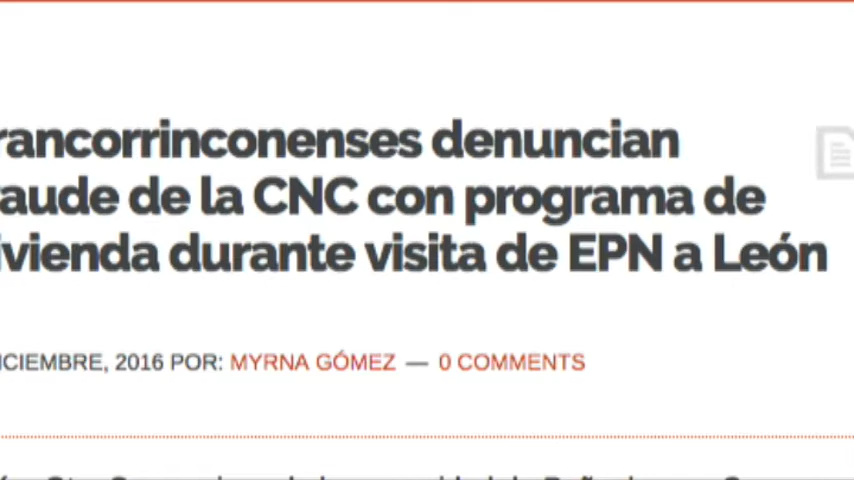 rancorrinconenses denuncian
raude de la CNC con programa de
ivienda durante visita de EPN a León
ICIEMBRE, 2016 POR: MYRNA GÓMEZ — 0 COMMENTS